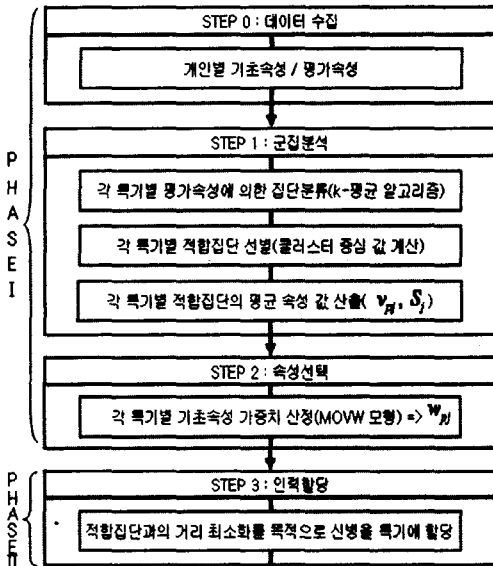 PHASE I
STEP 0 : 데이터 수집
개인별 기초속성 / 평가속성
STEP 1 : 군집분석
각 특기별 평가속성에 의한 집단분류(k-평균 알고리즘)
각 특기별 적합집단 선별(클러스터 중심 값 계산)
각 특기별 적합집단의 평균 속성 값 산출( v_pj , S_j )
STEP 2 : 속성선택
각 특기별 기초속성 가중치 산정(MOVW 모형) => w_pj
PHASE II
STEP 3 : 인력할당
적합집단과의 거리 최소화를 목적으로 신병을 특기에 할당